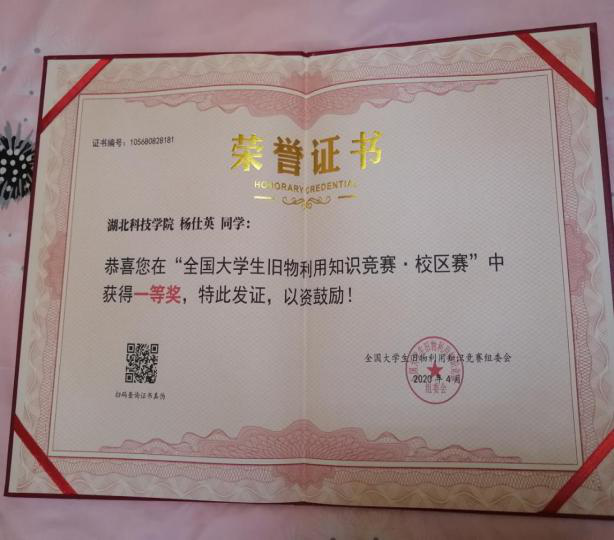 证书编号：105680828181
荣誉证书
HONORARY CREDENTIAL
湖北科技学院 杨仕英 同学：
恭喜您在“全国大学生旧物利用知识竞赛·校区赛”中
获得一等奖，特此发证，以资鼓励！
全国大学生旧物利用知识竞赛组委会
2020 年 4 月
组委会
扫码查询证书真伪